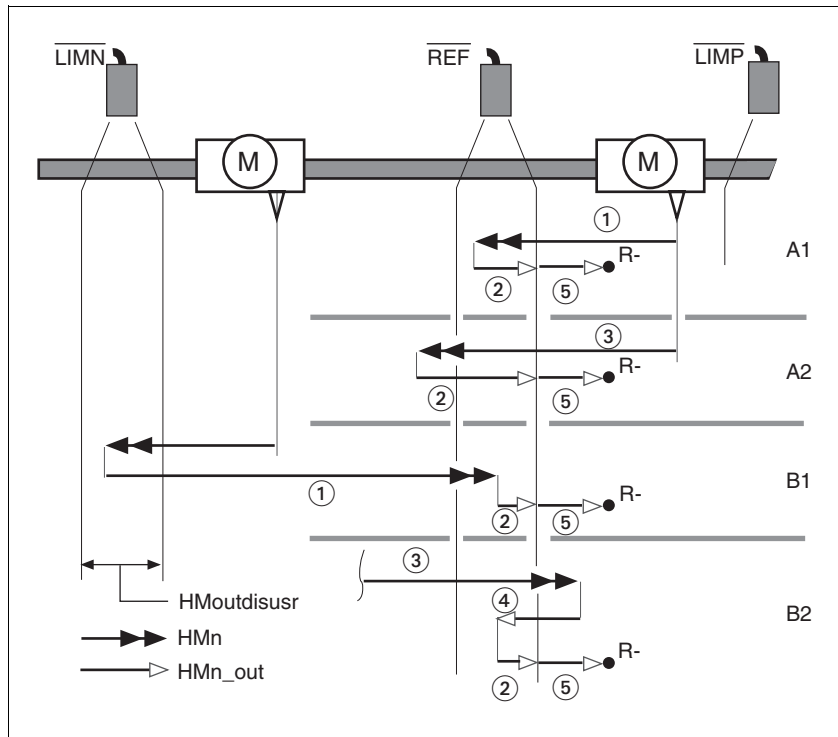 LIMN REF LIMP
M M
1
R- A1
2 5
3
R- A2
2 5
1 R- B1
2 5
3
HMoutdisusr 4 B2
HMn
HMn_out R-
2 5